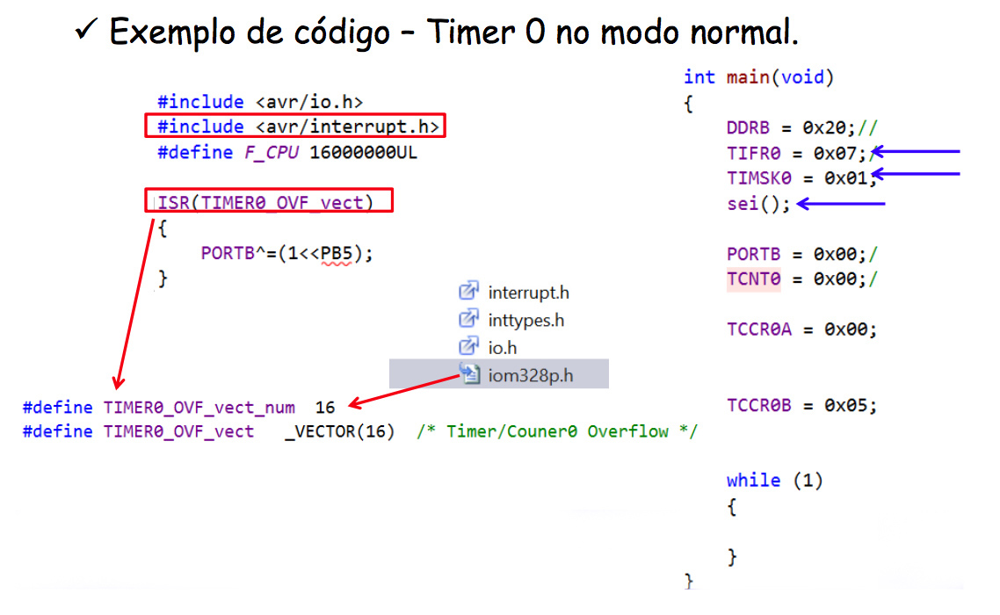 ✓ Exemplo de código – Timer 0 no modo normal.
#include <avr/io.h>
#include <avr/interrupt.h>
#define F_CPU 16000000UL
ISR(TIMER0_OVF_vect)
{
PORTB^=(1<<PB5);
}
interrupt.h
inttypes.h
io.h
iom328p.h
#define TIMER0_OVF_vect_num 16
#define TIMER0_OVF_vect _VECTOR(16) /* Timer/Couner0 Overflow */
int main(void)
{
DDRB = 0x20;//
TIFR0 = 0x07;/
TIMSK0 = 0x01;
sei();
PORTB = 0x00;/
TCNT0 = 0x00;/
TCCR0A = 0x00;
TCCR0B = 0x05;
while (1)
{
}
}